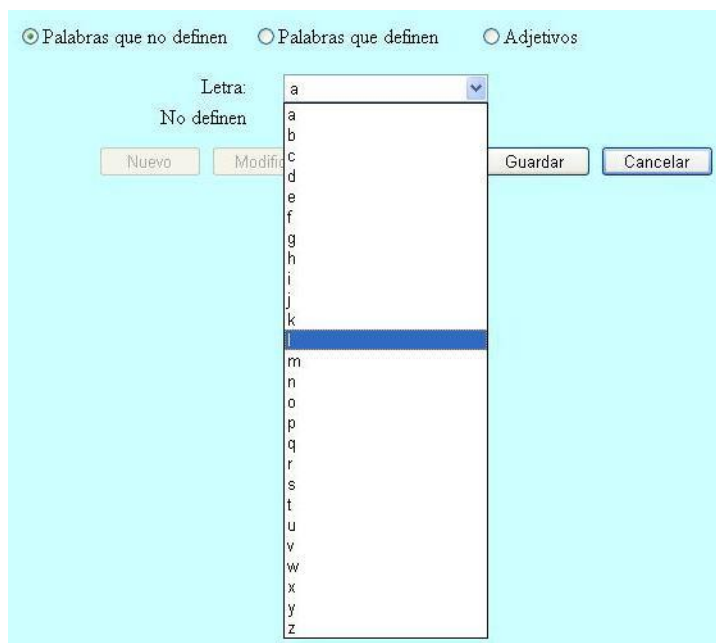 Palabras que no definen Palabras que definen Adjetivos
Letra: a
No definen
Nuevo Modific Guardar Cancelar
a
b
c
d
e
f
g
h
i
j
k
l
m
n
o
p
q
r
s
t
u
v
w
x
y
z